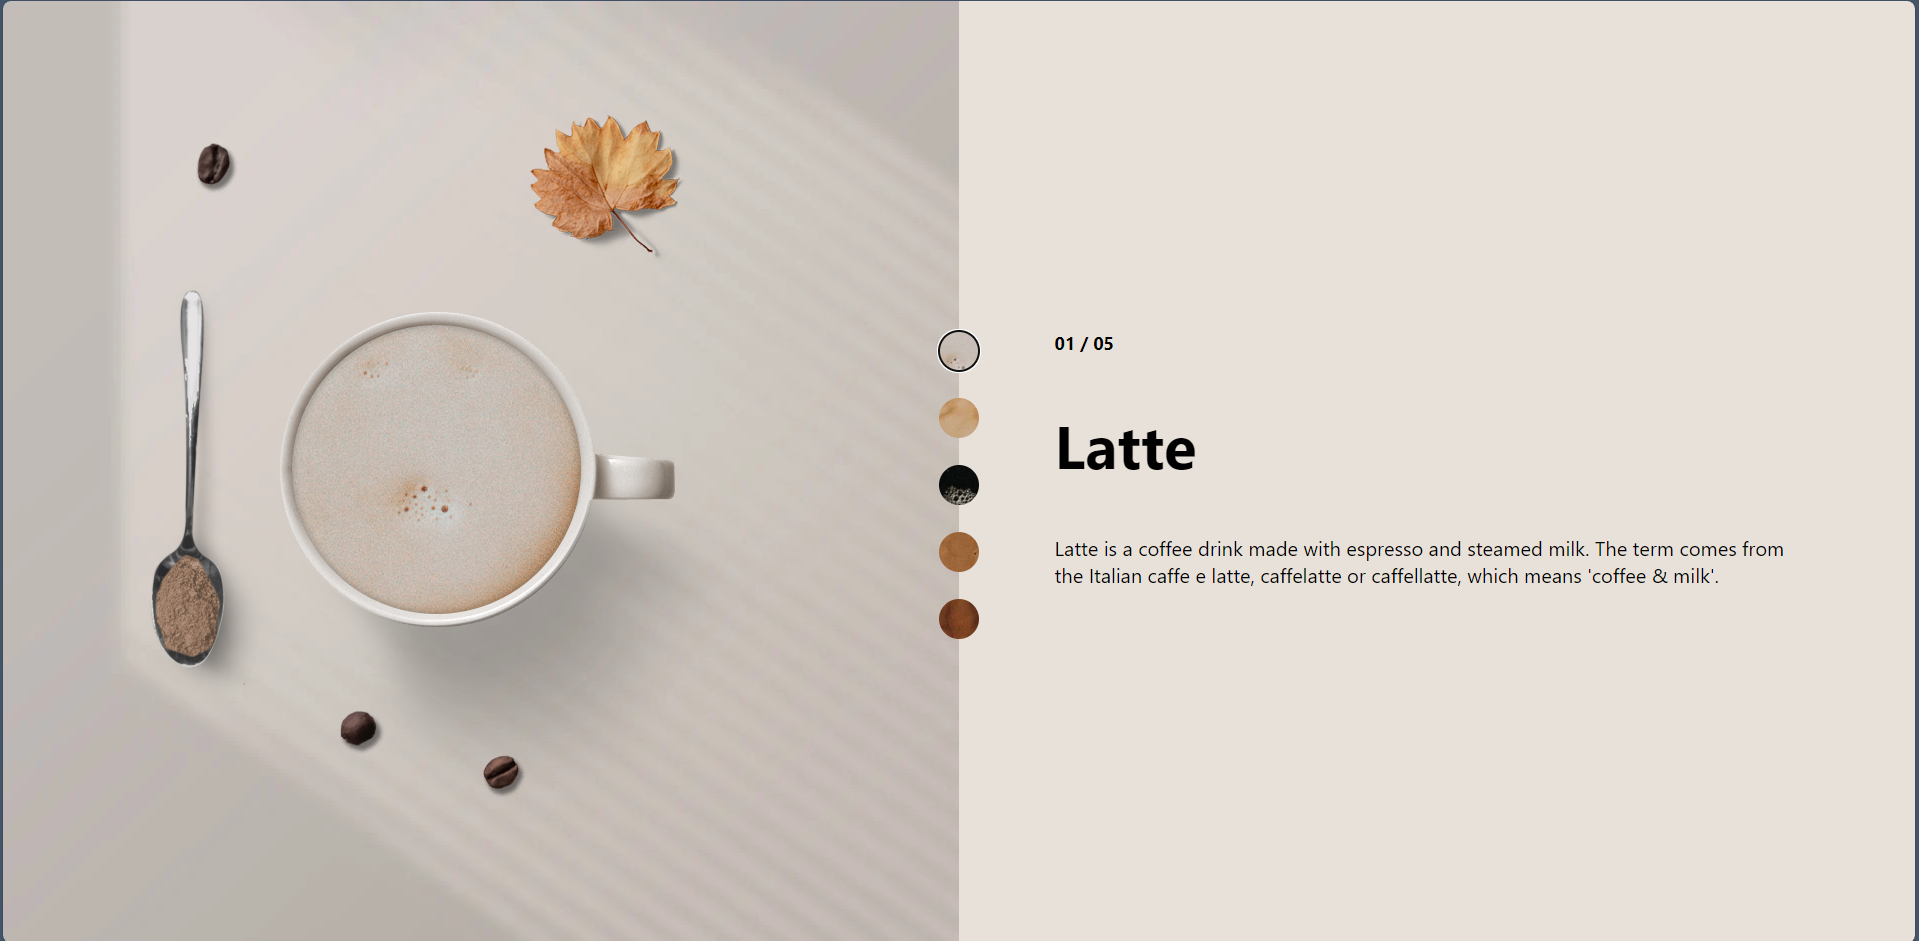 01 / 05
Latte
Latte is a coffee drink made with espresso and steamed milk. The term comes from
the Italian caffe e latte, caffelatte or caffellatte, which means 'coffee & milk'.